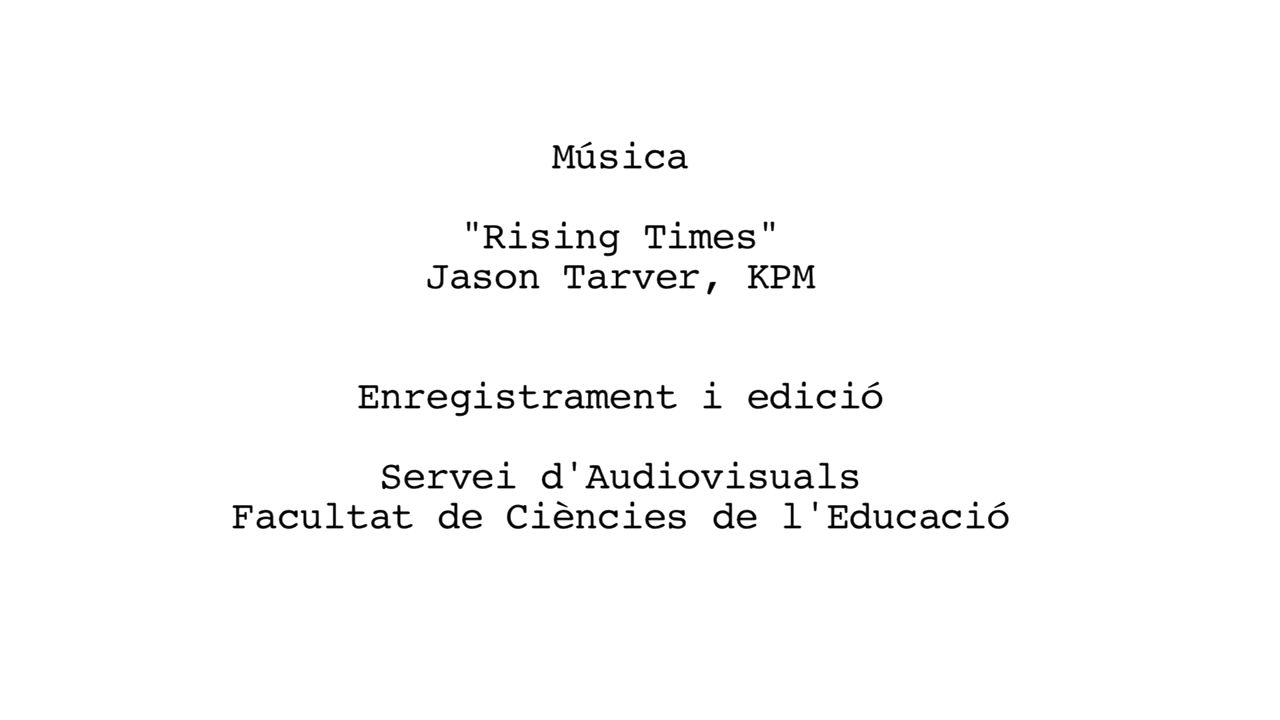 Música
"Rising Times"
Jason Tarver, KPM
Enregistrament i edició
Servei d'Audiovisuals
Facultat de Ciències de l'Educació